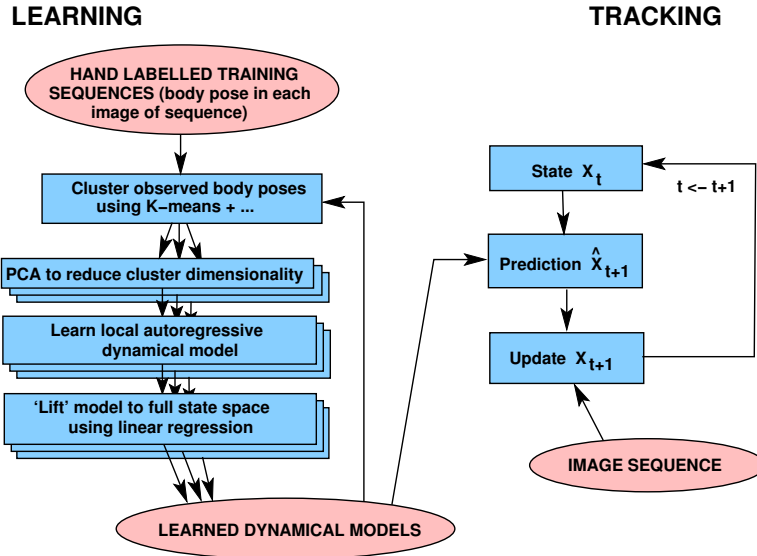 LEARNING
HAND LABELLED TRAINING
SEQUENCES (body pose in each
image of sequence)
Cluster observed body poses
using K−means + ...
PCA to reduce cluster dimensionality
Learn local autoregressive
dynamical model
'Lift' model to full state space
using linear regression
LEARNED DYNAMICAL MODELS
TRACKING
State X_t
t <− t+1
Prediction X̂_{t+1}
Update X_{t+1}
IMAGE SEQUENCE